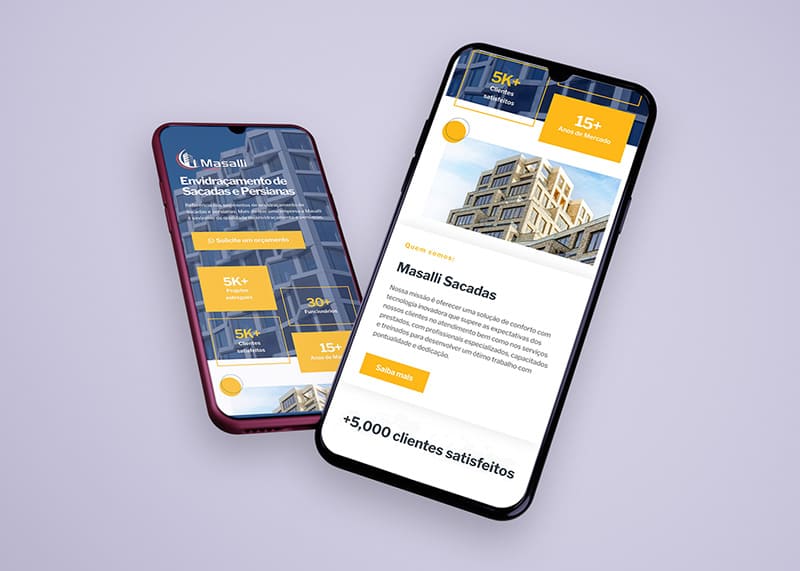 Masalli
Envidraçamento de
Sacadas e Persianas
Solicite um orçamento
5K+
Projetos
entregues
30+
Funcionários
5K+
Clientes
satisfeitos
15+
Anos de
5K+
Clientes
satisfeitos
15+
Anos de Mercado
Quem somos:
Masalli Sacadas
Nossa missão é oferecer uma solução de conforto com
tecnologia inovadora que supere as expectativas dos
nossos clientes no atendimento bem como nos serviços
prestados, com profissionais especializados, capacitados
e treinados para desenvolver um ótimo trabalho com
pontualidade e dedicação.
Saiba mais
+5,000 clientes satisfeitos